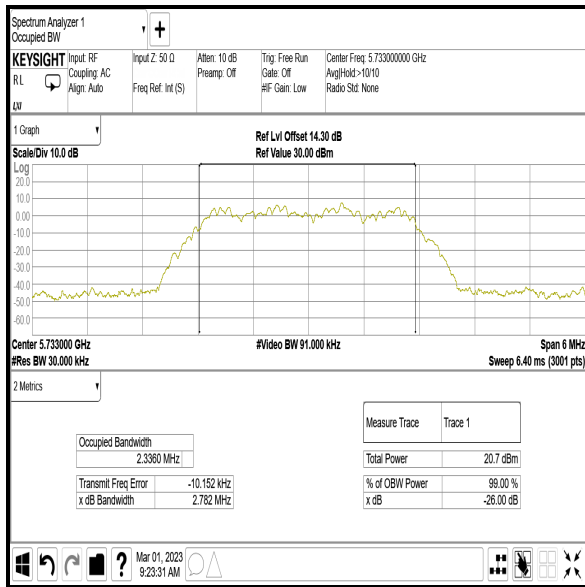 Spectrum Analyzer 1
Occupied BW
+
KEYSIGHT
RL
LXI
Input: RF
Coupling: AC
Align: Auto
Input Z: 50 Ω
Freq Ref: Int (S)
Atten: 10 dB
Preamp: Off
Trig: Free Run
Gate: Off
#IF Gain: Low
Center Freq: 5.733000000 GHz
Avg|Hold:>10/10
Radio Std: None
1 Graph
Scale/Div 10.0 dB
Ref Lvl Offset 14.30 dB
Ref Value 30.00 dBm
Log
20.0
10.0
0.00
-10.0
-20.0
-30.0
-40.0
-50.0
-60.0
Center 5.733000 GHz
#Res BW 30.000 kHz
#Video BW 91.000 kHz
Span 6 MHz
Sweep 6.40 ms (3001 pts)
2 Metrics
Occupied Bandwidth
2.3360 MHz
Transmit Freq Error -10.152 kHz
x dB Bandwidth 2.782 MHz
Measure Trace Trace 1
Total Power 20.7 dBm
% of OBW Power 99.00 %
x dB -26.00 dB
?
Mar 01, 2023
9:23:31 AM